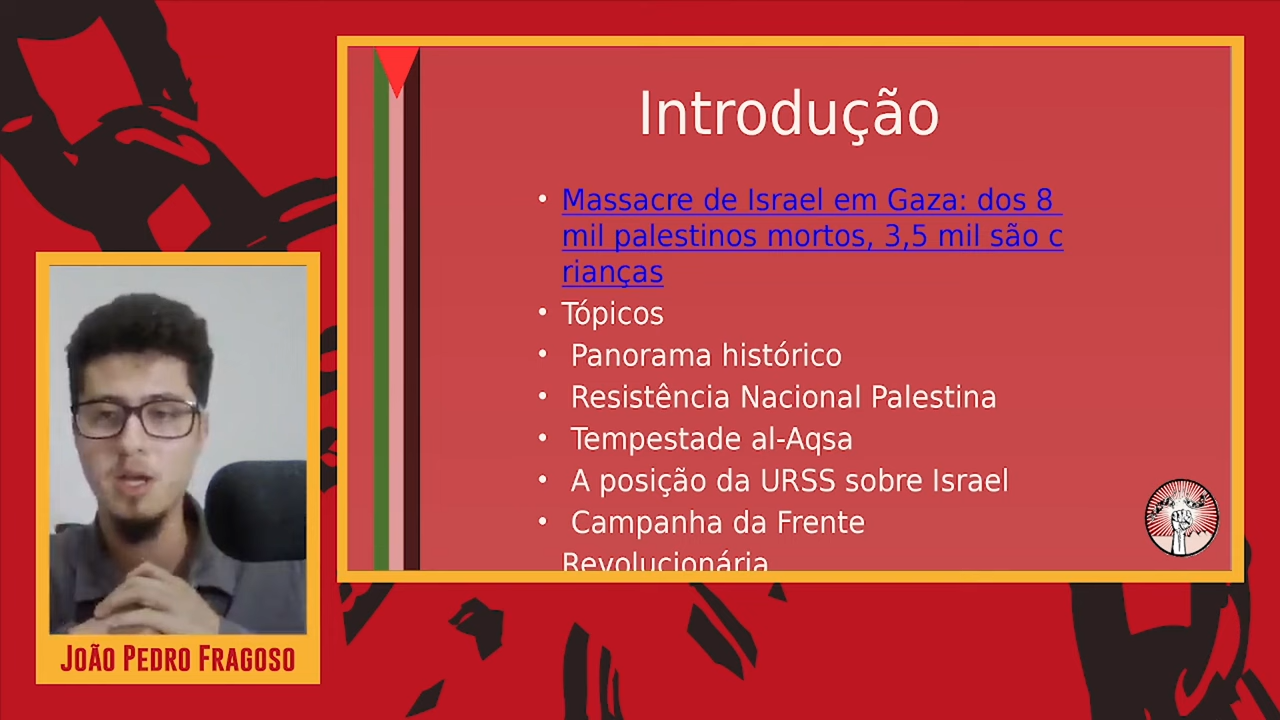 Introdução
• Massacre de Israel em Gaza: dos 8
mil palestinos mortos, 3,5 mil são c
rianças
• Tópicos
• Panorama histórico
• Resistência Nacional Palestina
• Tempestade al-Aqsa
• A posição da URSS sobre Israel
• Campanha da Frente
Revolucionária
JOÃO PEDRO FRAGOSO